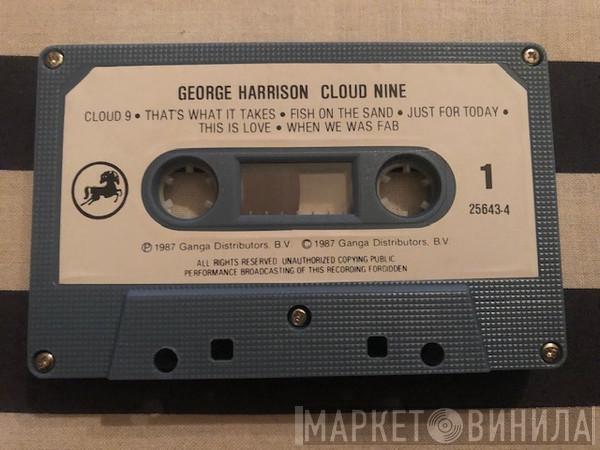 GEORGE HARRISON CLOUD NINE
CLOUD 9 • THAT'S WHAT IT TAKES • FISH ON THE SAND • JUST FOR TODAY •
THIS IS LOVE • WHEN WE WAS FAB
1
25643-4
℗ 1987 Ganga Distributors, B.V. © 1987 Ganga Distributors, B.V.
ALL RIGHTS RESERVED UNAUTHORIZED COPYING PUBLIC
PERFORMANCE BROADCASTING OF THIS RECORDING FORDIDDEN
МАРКЕТ ВИНИЛА